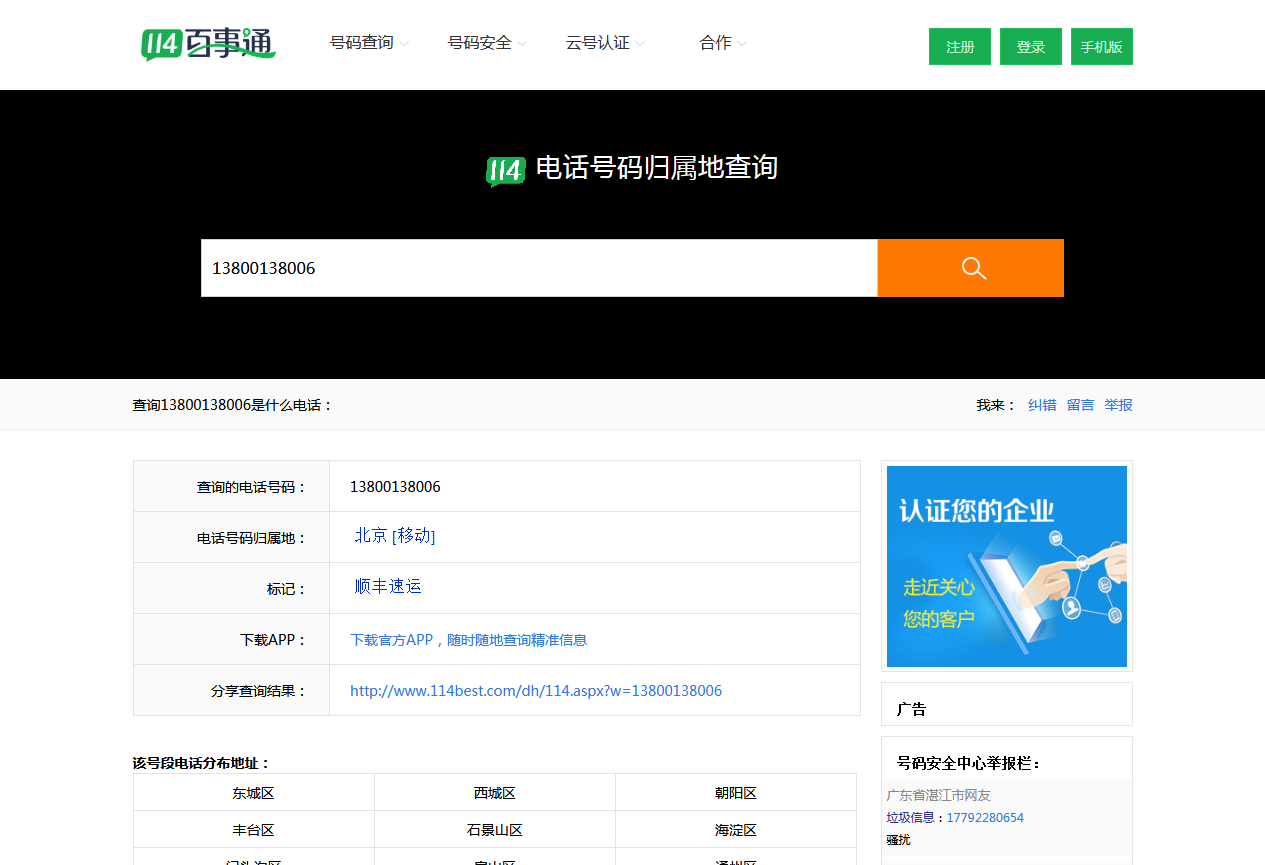 114百事通
号码查询 号码安全 云号认证 合作 注册 登录 手机版
114 电话号码归属地查询
13800138006
查询13800138006是什么电话： 我来： 纠错 留言 举报
查询的电话号码： 13800138006
电话号码归属地： 北京 [移动]
标记： 顺丰速运
下载APP： 下载官方APP，随时随地查询精准信息
分享查询结果： http://www.114best.com/dh/114.aspx?w=13800138006
该号段电话分布地址：
东城区 西城区 朝阳区
丰台区 石景山区 海淀区
门头沟区 房山区 通州区
认证您的企业
走近关心
您的客户
广告
号码安全中心举报栏：
广东省湛江市网友
垃圾信息：17792280654
骚扰